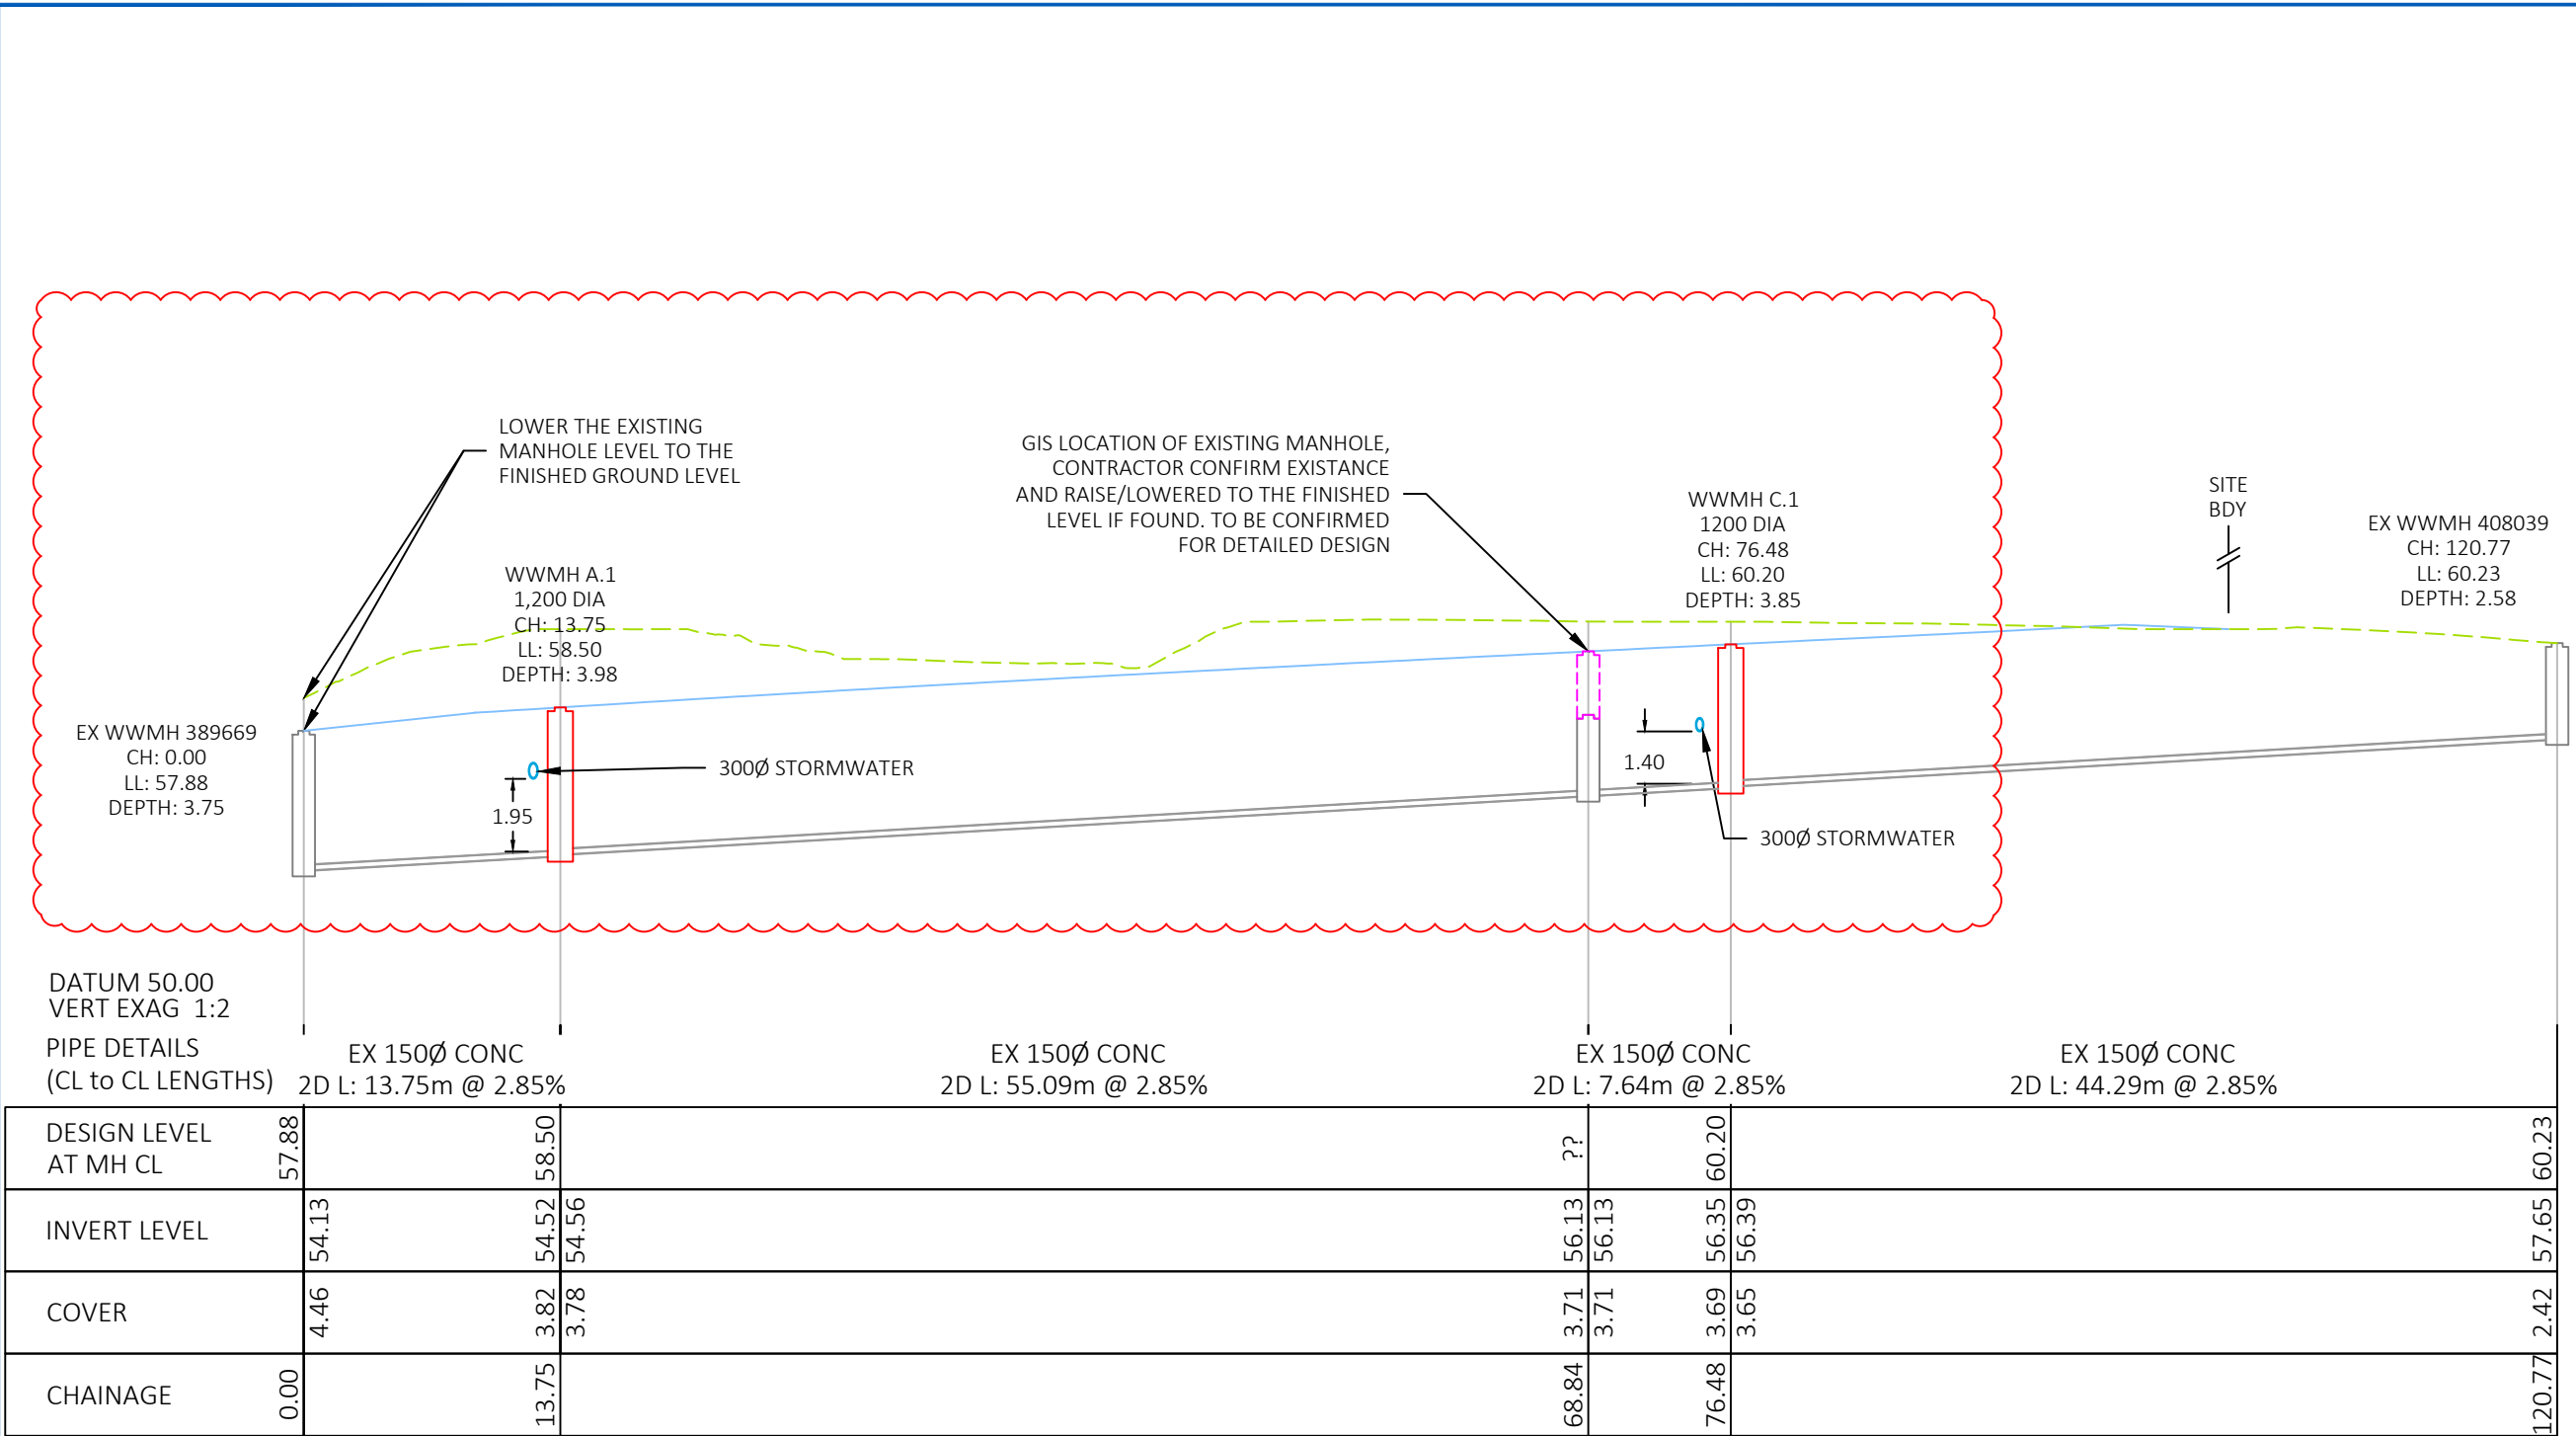 LOWER THE EXISTING
MANHOLE LEVEL TO THE
FINISHED GROUND LEVEL
GIS LOCATION OF EXISTING MANHOLE,
CONTRACTOR CONFIRM EXISTANCE
AND RAISE/LOWERED TO THE FINISHED
LEVEL IF FOUND. TO BE CONFIRMED
FOR DETAILED DESIGN
WWMH C.1
1200 DIA
CH: 76.48
LL: 60.20
DEPTH: 3.85
SITE
BDY
EX WWMH 408039
CH: 120.77
LL: 60.23
DEPTH: 2.58
WWMH A.1
1,200 DIA
CH: 13.75
LL: 58.50
DEPTH: 3.98
EX WWMH 389669
CH: 0.00
LL: 57.88
DEPTH: 3.75
300Ø STORMWATER
1.95
1.40
300Ø STORMWATER
DATUM 50.00
VERT EXAG 1:2
PIPE DETAILS
(CL to CL LENGTHS)
EX 150Ø CONC
2D L: 13.75m @ 2.85%
EX 150Ø CONC
2D L: 55.09m @ 2.85%
EX 150Ø CONC
2D L: 7.64m @ 2.85%
EX 150Ø CONC
2D L: 44.29m @ 2.85%
DESIGN LEVEL
AT MH CL
57.88
58.50
??
60.20
60.23
INVERT LEVEL
54.13
54.52
54.56
56.13
56.13
56.35
56.39
57.65
COVER
4.46
3.82
3.78
3.71
3.71
3.69
3.65
2.42
CHAINAGE
0.00
13.75
68.84
76.48
120.77